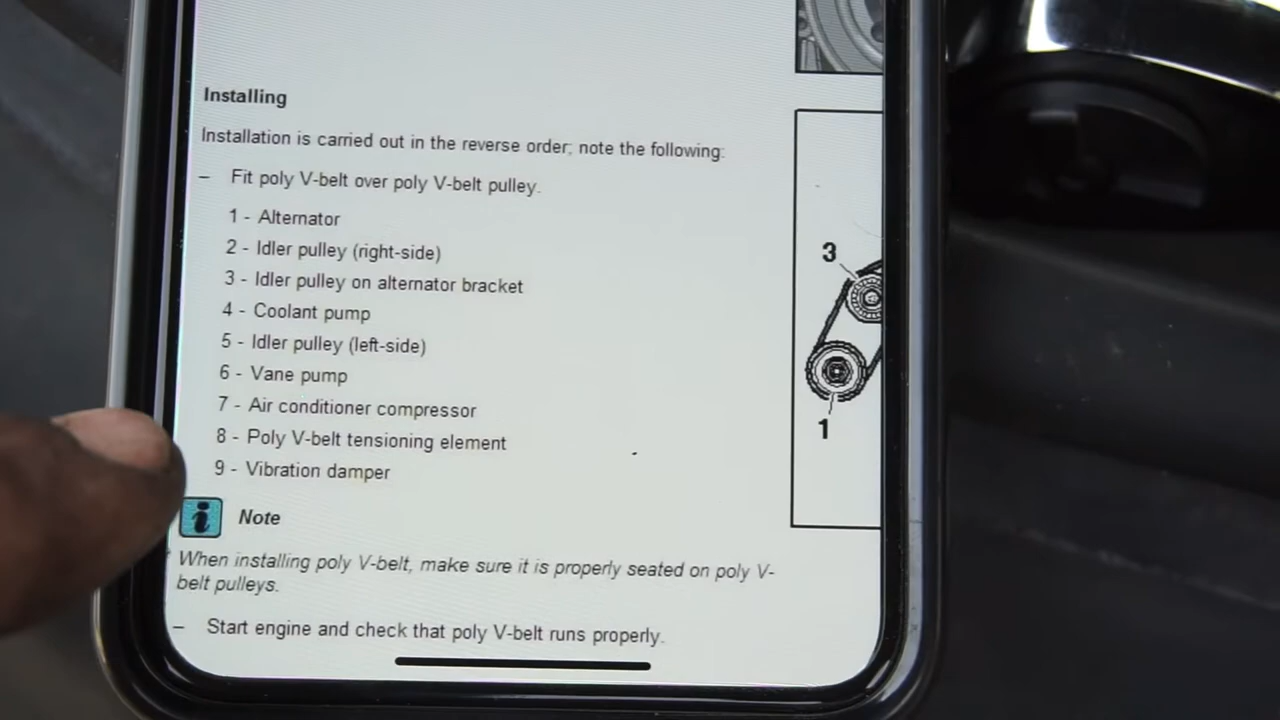 Installing
Installation is carried out in the reverse order; note the following:
– Fit poly V-belt over poly V-belt pulley.
1 - Alternator
2 - Idler pulley (right-side)
3 - Idler pulley on alternator bracket
4 - Coolant pump
5 - Idler pulley (left-side)
6 - Vane pump
7 - Air conditioner compressor
8 - Poly V-belt tensioning element
9 - Vibration damper
i Note
When installing poly V-belt, make sure it is properly seated on poly V-
belt pulleys.
– Start engine and check that poly V-belt runs properly.
3
1